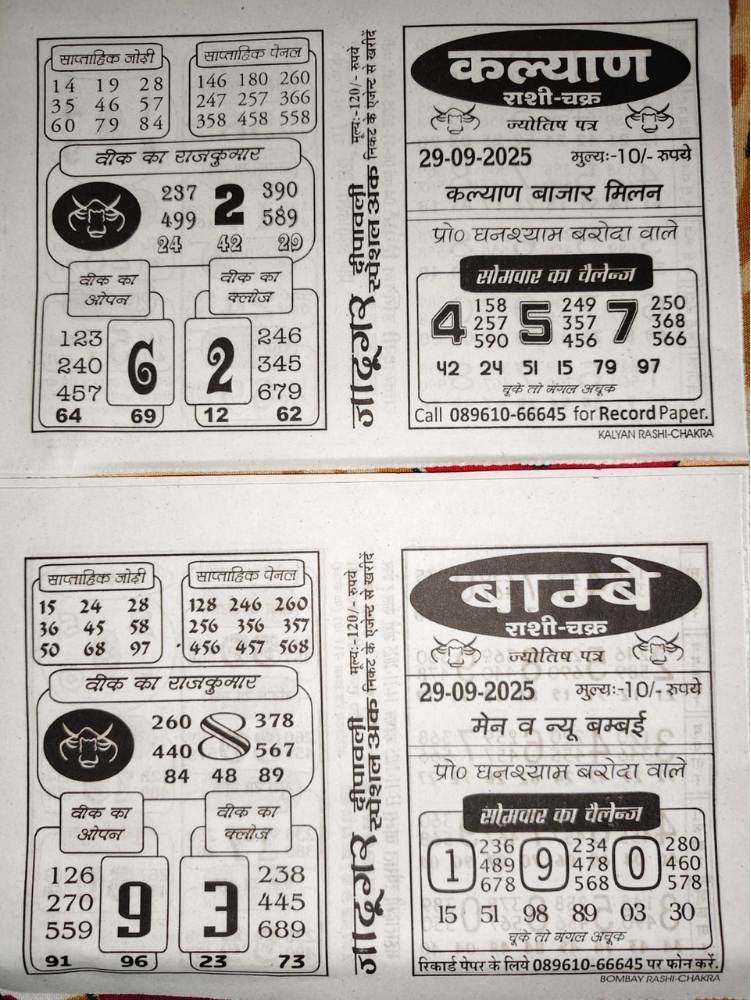 साप्ताहिक जोड़ी
14 19 28
35 46 57
60 79 84
साप्ताहिक पेनल
146 180 260
247 257 366
358 458 558
वीक का राजकुमार
237 2 390
499 589
24 42 29
वीक का
ओपन
123
240
457
6
64 69
वीक का
क्लोज
2
246
345
679
12 62
जादूगर दीपावली स्पेशल अंक
मूल्य:-120/- रूपये
निकट के एजेन्ट से खरीदें
कल्याण
राशी-चक्र
ज्योतिष पत्र
29-09-2025 मुल्य:-10/- रूपये
कल्याण बाजार मिलन
प्रो० घनश्याम बरोदा वाले
सोमवार का चैलेन्ज
4 158 5 249 7 250
257 357 368
590 456 566
42 24 51 15 79 97
चूके तो मंगल अचूक
Call 089610-66645 for Record Paper.
KALYAN RASHI-CHAKRA
साप्ताहिक जोडी
15 24 28
36 45 58
50 68 97
साप्ताहिक पेनल
128 246 260
256 356 357
456 457 568
वीक का राजकुमार
260 8 378
440 567
84 48 89
वीक का
ओपन
126
270
559
9
91 96
वीक का
क्लोज
3
238
445
689
23 73
जादूगर दीपावली स्पेशल अंक
मूल्य:-120/- रूपये
निकट के एजेन्ट से खरीदें
बाम्बे
राशी-चक्र
ज्योतिष पत्र
29-09-2025 मुल्य:-10/- रूपये
मेन व न्यू बम्बई
प्रो० घनश्याम बरोदा वाले
सोमवार का चैलेन्ज
1 236 9 234 0 280
489 478 460
678 568 578
15 51 98 89 03 30
चूके तो मंगल अचूक
रिकार्ड पेपर के लिये 089610-66645 पर फोन करें.
BOMBAY RASHI-CHAKRA